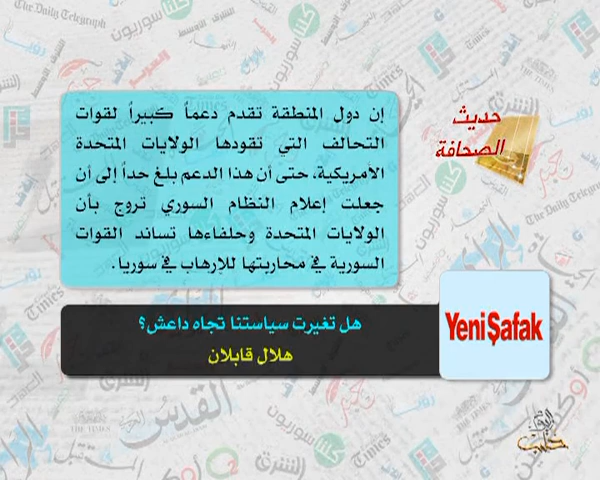 حديث
الصحافة
إن دول المنطقة تقدم دعماً كبيراً لقوات
التحالف التي تقودها الولايات المتحدة
الأمريكية، حتى أن هذا الدعم بلغ حداً إلى أن
جعلت إعلام النظام السوري تروج بأن
الولايات المتحدة وحلفاءها تساند القوات
السورية في محاربتها للإرهاب في سوريا.
Yeni Şafak
هل تغيرت سياستنا تجاه داعش؟
هلال قابلان